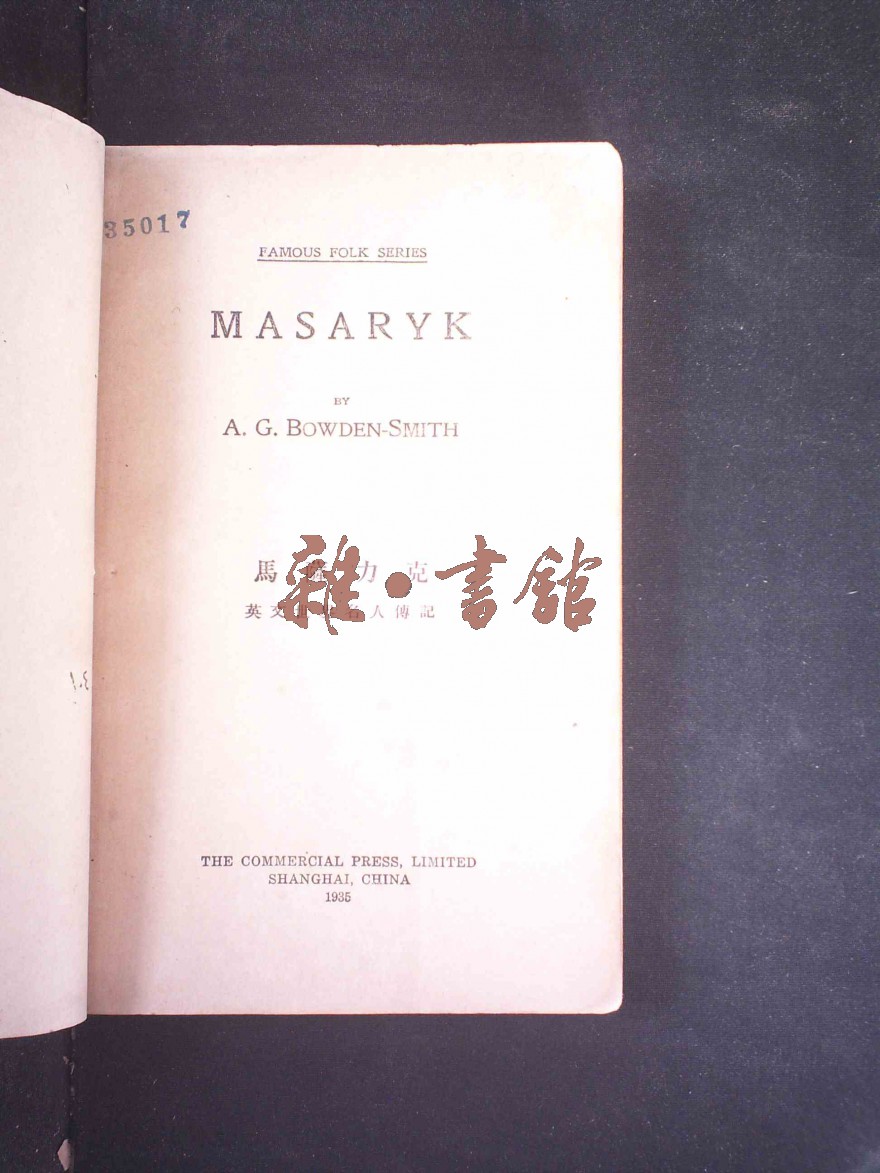 35017
FAMOUS FOLK SERIES
MASARYK
BY
A. G. BOWDEN-SMITH
馬 力 克
雜·書館
英文 名人傳記
THE COMMERCIAL PRESS, LIMITED
SHANGHAI, CHINA
1935